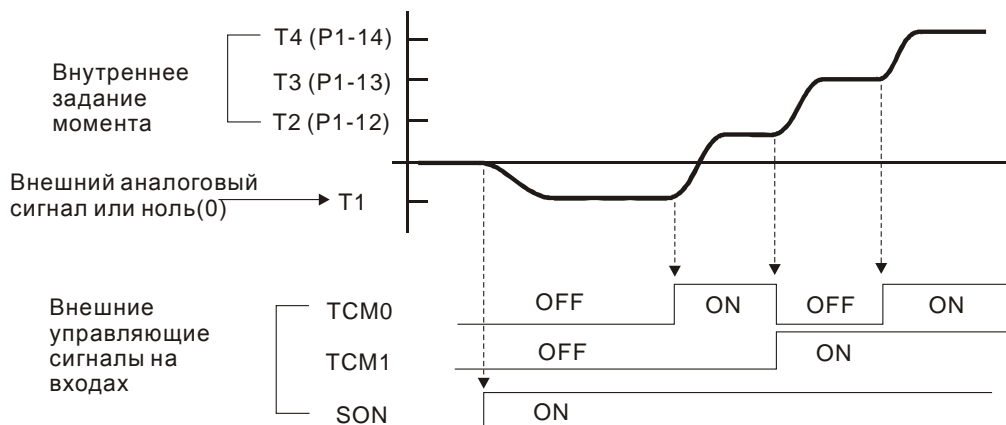 T4 (P1-14)
Внутреннее
задание
момента
T3 (P1-13)
T2 (P1-12)
Внешний аналоговый
сигнал или ноль(0)
T1
Внешние
управляющие
сигналы на
входах
TCM0
OFF
ON
OFF
ON
TCM1
OFF
ON
SON
ON